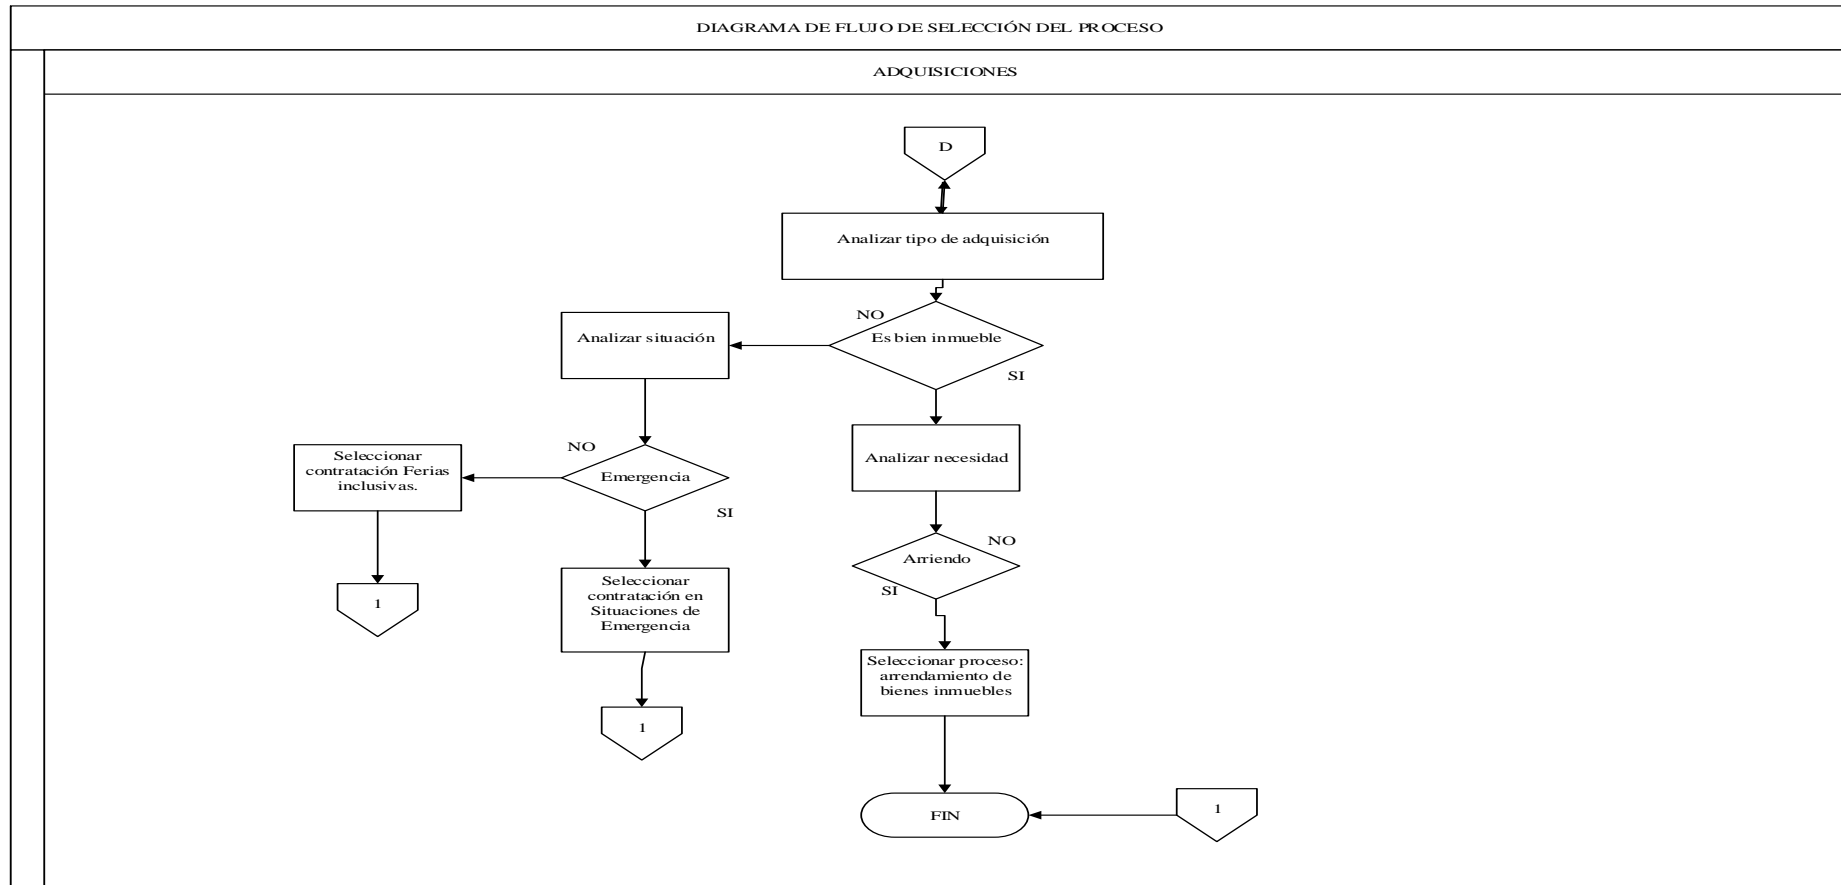 DIAGRAMA DE FLUJO DE SELECCIÓN DEL PROCESO
ADQUISICIONES
D
Analizar tipo de adquisición
NO
Es bien inmueble
SI
Analizar situación
NO
Emergencia
SI
Seleccionar
contratación Ferias
inclusivas.
1
Seleccionar
contratación en
Situaciones de
Emergencia
1
Analizar necesidad
NO
Arriendo
SI
Seleccionar proceso:
arrendamiento de
bienes inmuebles
FIN
1